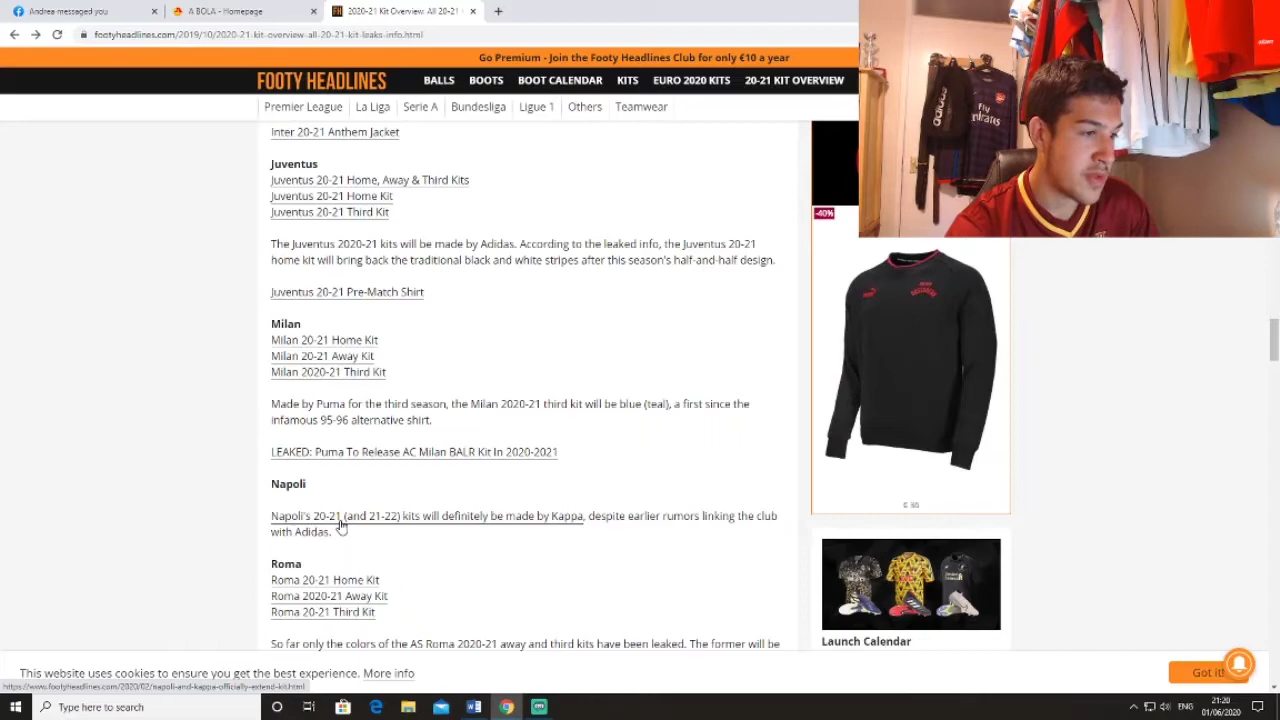 Andrea messaged you
A BOLA - Homepage
2020-21 Kit Overview: All 20-21
footyheadlines.com/2019/10/2020-21-kit-overview-all-20-21-kit-leaks-info.html
Go Premium - Join the Footy Headlines Club for only €10 a year
FOOTY HEADLINES
BALLS BOOTS BOOT CALENDAR KITS EURO 2020 KITS 20-21 KIT OVERVIEW
Premier League La Liga Serie A Bundesliga Ligue 1 Others Teamwear
Inter 20-21 Anthem Jacket
Juventus
Juventus 20-21 Home, Away & Third Kits
Juventus 20-21 Home Kit
Juventus 20-21 Third Kit
The Juventus 2020-21 kits will be made by Adidas. According to the leaked info, the Juventus 20-21
home kit will bring back the traditional black and white stripes after this season's half-and-half design.
Juventus 20-21 Pre-Match Shirt
Milan
Milan 20-21 Home Kit
Milan 20-21 Away Kit
Milan 2020-21 Third Kit
Made by Puma for the third season, the Milan 2020-21 third kit will be blue (teal), a first since the
infamous 95-96 alternative shirt.
LEAKED: Puma To Release AC Milan BALR Kit In 2020-2021
Napoli
Napoli's 20-21 (and 21-22) kits will definitely be made by Kappa, despite earlier rumors linking the club
with Adidas.
Roma
Roma 20-21 Home Kit
Roma 2020-21 Away Kit
Roma 20-21 Third Kit
So far only the colors of the AS Roma 2020-21 away and third kits have been leaked. The former will be
-40%
adidas
Fly
Emirates
Launch Calendar
This website uses cookies to ensure you get the best experience. More info
Got it!
https://www.footyheadlines.com/2020/02/napoli-and-kappa-officially-extend-kit.html
Type here to search
ENG
21:20
01/06/2020